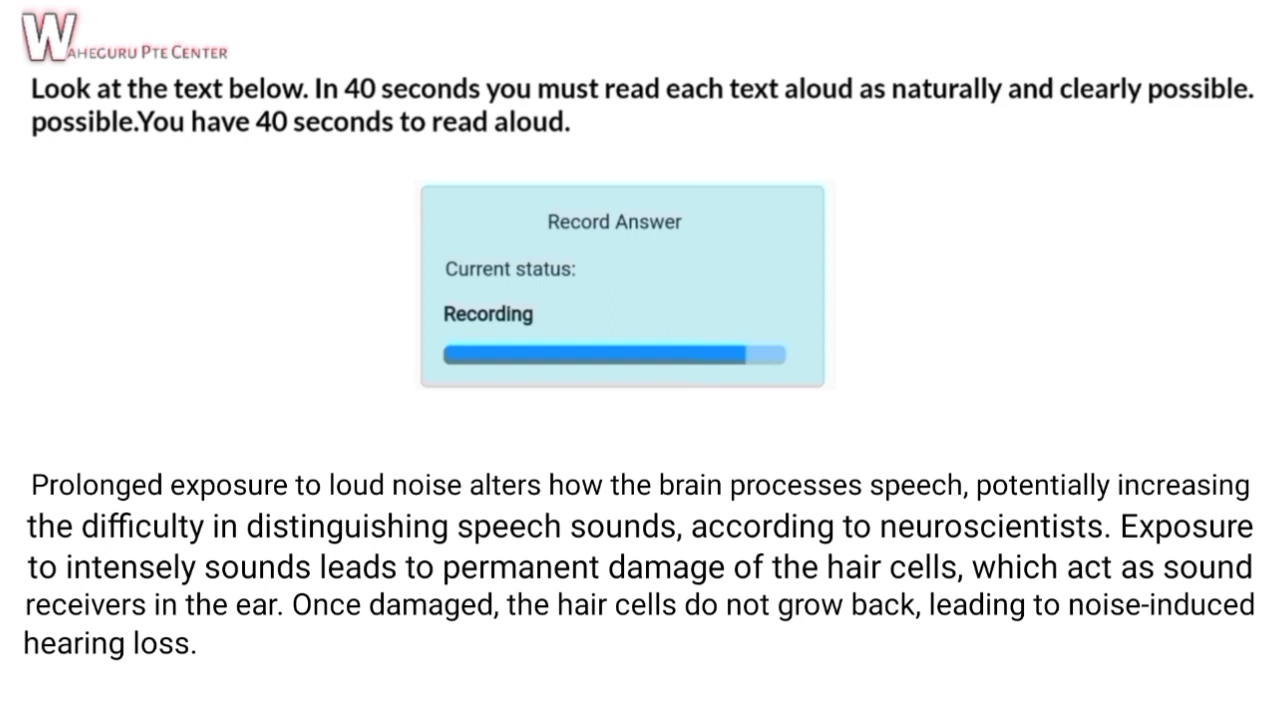 WAHEGURU PTE CENTER
Look at the text below. In 40 seconds you must read each text aloud as naturally and clearly possible.
possible.You have 40 seconds to read aloud.
Record Answer
Current status:
Recording
Prolonged exposure to loud noise alters how the brain processes speech, potentially increasing
the difficulty in distinguishing speech sounds, according to neuroscientists. Exposure
to intensely sounds leads to permanent damage of the hair cells, which act as sound
receivers in the ear. Once damaged, the hair cells do not grow back, leading to noise-induced
hearing loss.